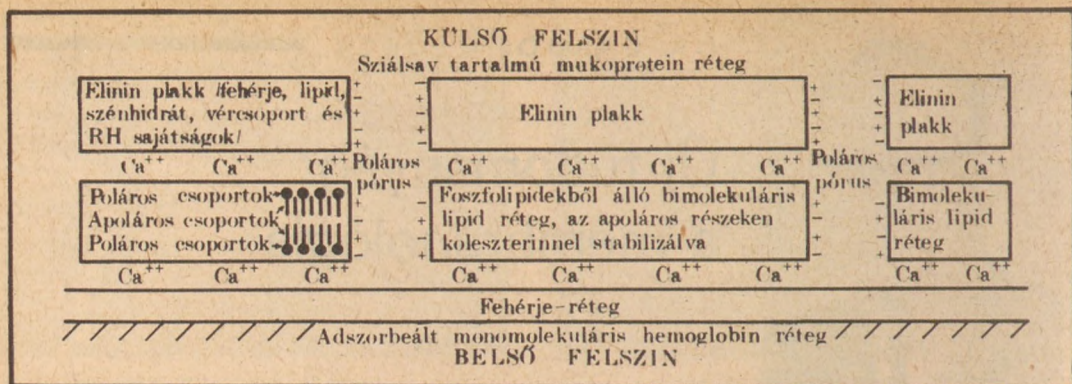 KÜLSŐ FELSZIN
Sziálsav tartalmú mukoprotein réteg
Elinin plakk /fehérje, lipid,
szénhidrát, vércsoport és
RH sajátságok/
Elinin plakk
Elinin
plakk
Ca++ Ca++ Ca++ Poláros
pórus
Ca++ Ca++ Ca++ Ca++ Poláros
pórus
Ca++ Ca++
Poláros csoportok
Apoláros csoportok
Poláros csoportok
Foszfolipidekből álló bimolekuláris
lipid réteg, az apoláros részeken
koleszterinnel stabilizálva
Bimoleku-
láris lipid
réteg
Ca++ Ca++ Ca++ Ca++ Ca++ Ca++ Ca++ Ca++ Ca++
Fehérje-réteg
Adszorbeált monomolekuláris hemoglobin réteg
BELSŐ FELSZIN